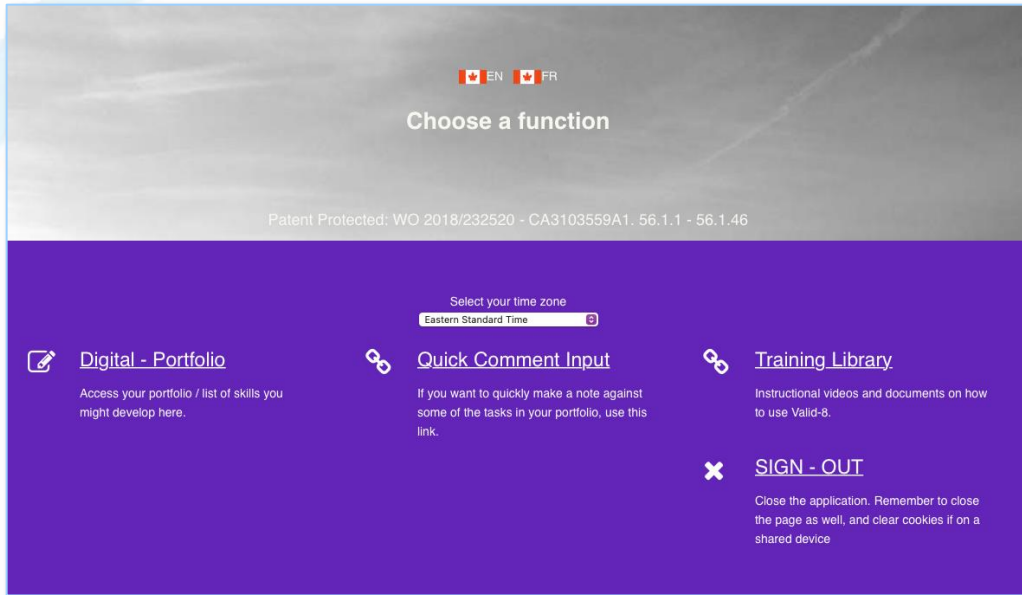 EN FR
Choose a function
Patent Protected: WO 2018/232520 - CA3103559A1. 56.1.1 - 56.1.46
Select your time zone
Eastern Standard Time
Digital - Portfolio
Access your portfolio / list of skills you
might develop here.
Quick Comment Input
If you want to quickly make a note against
some of the tasks in your portfolio, use this
link.
Training Library
Instructional videos and documents on how
to use Valid-8.
SIGN - OUT
Close the application. Remember to close
the page as well, and clear cookies if on a
shared device